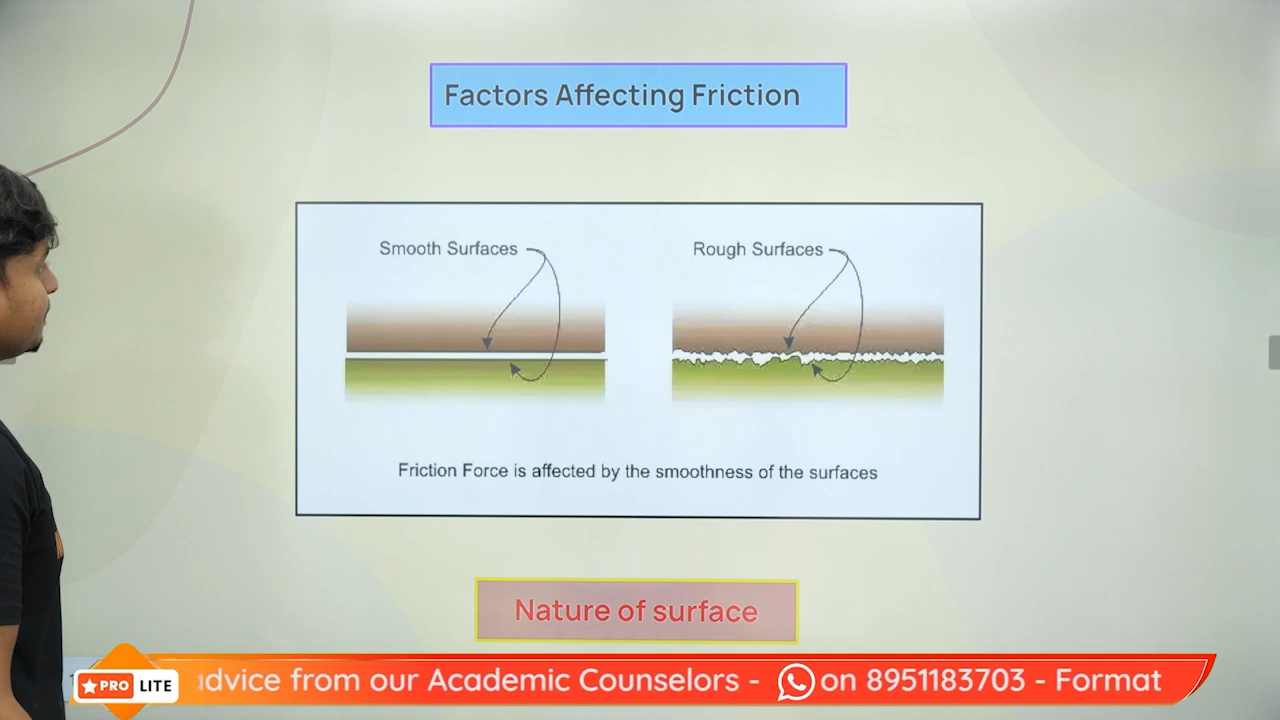 Factors Affecting Friction
Smooth Surfaces
Rough Surfaces
Friction Force is affected by the smoothness of the surfaces
Nature of surface
PRO LITE
advice from our Academic Counselors - on 8951183703 - Format